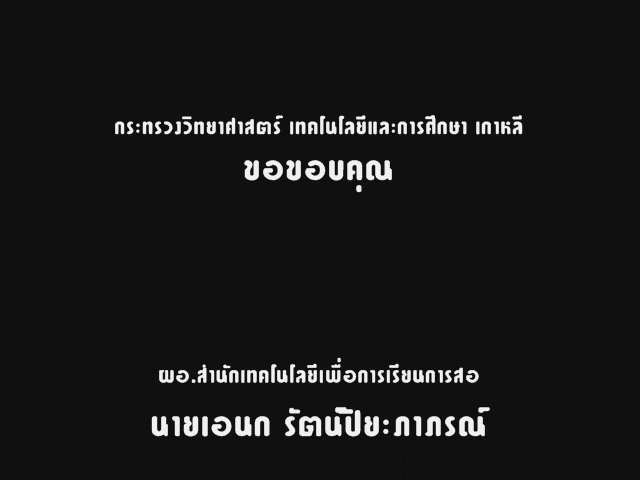 กระทรวงวิทยาศาสตร์ เทคโนโลยีและการศึกษา เกาหลี
ขอขอบคุณ
ผอ.สำนักเทคโนโลยีเพื่อการเรียนการสอ
นายเอนก รัตน์ปิยะภาภรณ์